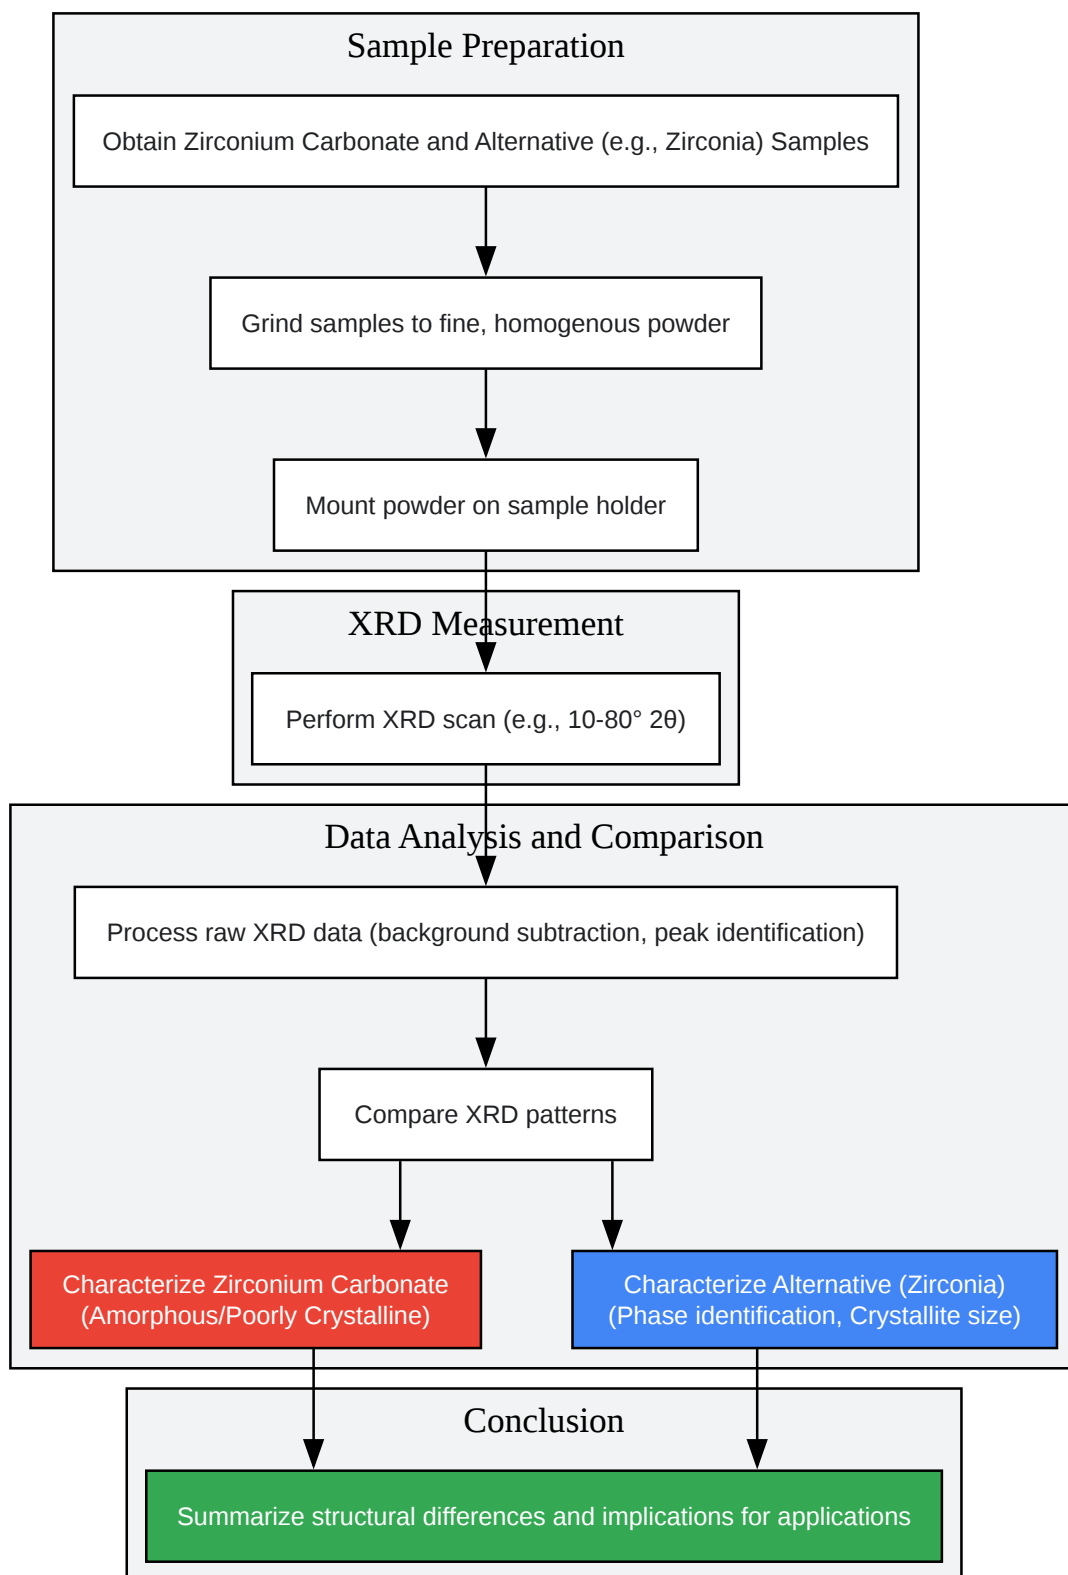 Sample Preparation
Obtain Zirconium Carbonate and Alternative (e.g., Zirconia) Samples
Grind samples to fine, homogenous powder
Mount powder on sample holder
XRD Measurement
Perform XRD scan (e.g., 10-80° 2θ)
Data Analysis and Comparison
Process raw XRD data (background subtraction, peak identification)
Compare XRD patterns
Characterize Zirconium Carbonate
(Amorphous/Poorly Crystalline)
Characterize Alternative (Zirconia)
(Phase identification, Crystallite size)
Conclusion
Summarize structural differences and implications for applications